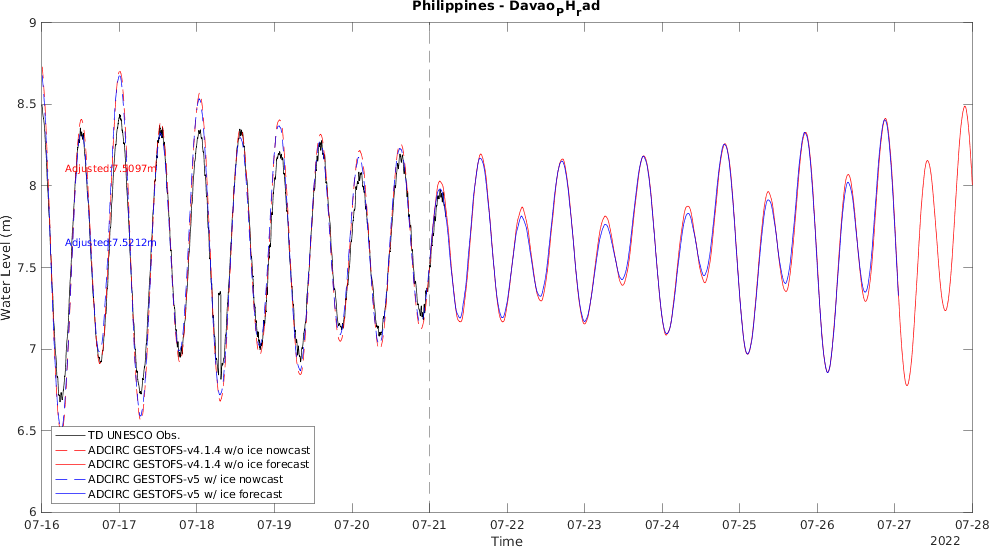 Philippines - DavaopHrad
9
8.5
8
7.5
7
6.5
6
Water Level (m)
Adjusted:7.5097m
Adjusted:7.5212m
TD UNESCO Obs.
ADCIRC GESTOFS-v4.1.4 w/o ice nowcast
ADCIRC GESTOFS-v4.1.4 w/o ice forecast
ADCIRC GESTOFS-v5 w/ ice nowcast
ADCIRC GESTOFS-v5 w/ ice forecast
07-16 07-17 07-18 07-19 07-20 07-21 07-22 07-23 07-24 07-25 07-26 07-27 07-28
Time
2022